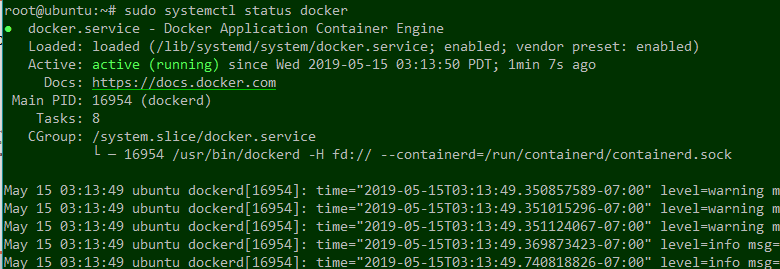 root@ubuntu:~# sudo systemctl status docker
● docker.service - Docker Application Container Engine
Loaded: loaded (/lib/systemd/system/docker.service; enabled; vendor preset: enabled)
Active: active (running) since Wed 2019-05-15 03:13:50 PDT; 1min 7s ago
Docs: https://docs.docker.com
Main PID: 16954 (dockerd)
Tasks: 8
CGroup: /system.slice/docker.service
└ ─ 16954 /usr/bin/dockerd -H fd:// --containerd=/run/containerd/containerd.sock
May 15 03:13:49 ubuntu dockerd[16954]: time="2019-05-15T03:13:49.350857589-07:00" level=warning m
May 15 03:13:49 ubuntu dockerd[16954]: time="2019-05-15T03:13:49.351015296-07:00" level=warning m
May 15 03:13:49 ubuntu dockerd[16954]: time="2019-05-15T03:13:49.351124067-07:00" level=warning m
May 15 03:13:49 ubuntu dockerd[16954]: time="2019-05-15T03:13:49.369873423-07:00" level=info msg=
May 15 03:13:49 ubuntu dockerd[16954]: time="2019-05-15T03:13:49.740818826-07:00" level=info msg=